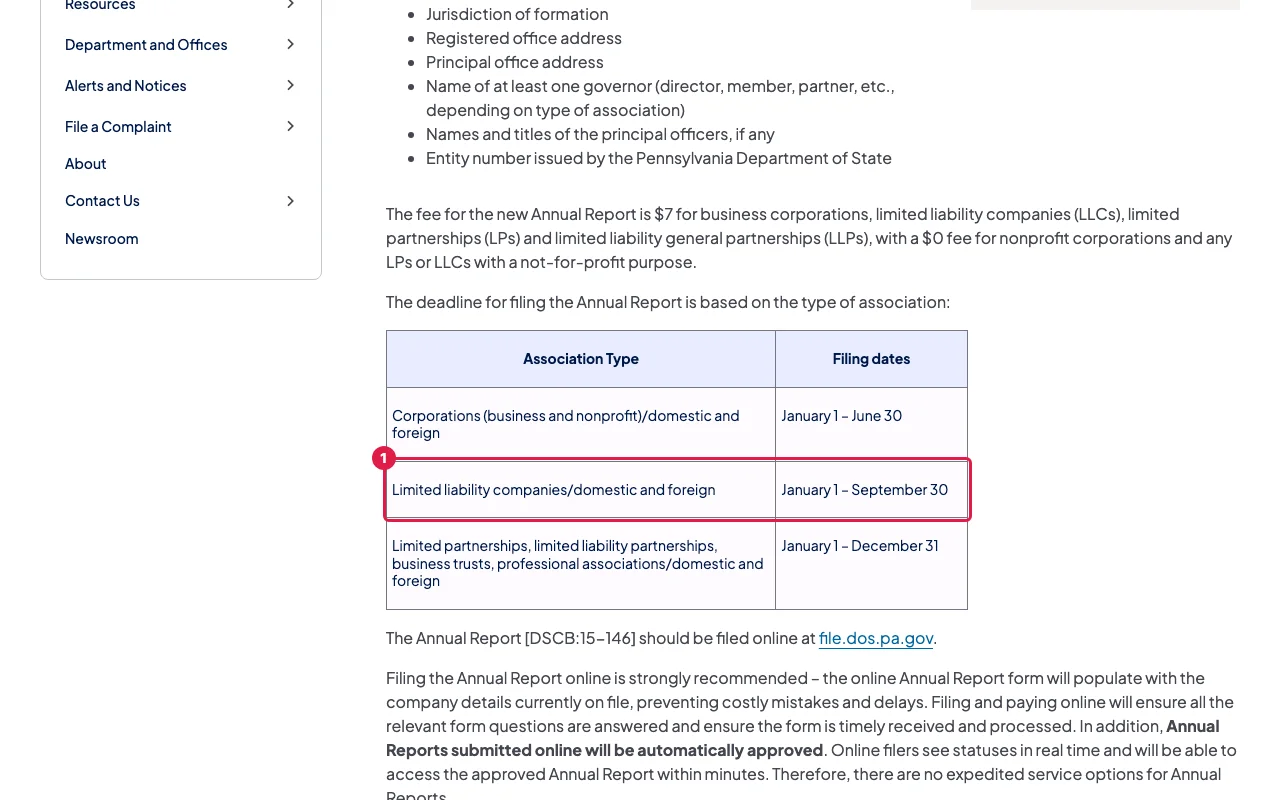 Resources
Department and Offices
Alerts and Notices
File a Complaint
About
Contact Us
Newsroom
Jurisdiction of formation
Registered office address
Principal office address
Name of at least one governor (director, member, partner, etc.,
depending on type of association)
Names and titles of the principal officers, if any
Entity number issued by the Pennsylvania Department of State
The fee for the new Annual Report is $7 for business corporations, limited liability companies (LLCs), limited
partnerships (LPs) and limited liability general partnerships (LLPs), with a $0 fee for nonprofit corporations and any
LPs or LLCs with a not-for-profit purpose.
The deadline for filing the Annual Report is based on the type of association:
Association Type
Filing dates
Corporations (business and nonprofit)/domestic and
foreign
January 1 – June 30
1
Limited liability companies/domestic and foreign
January 1 – September 30
Limited partnerships, limited liability partnerships,
business trusts, professional associations/domestic and
foreign
January 1 – December 31
The Annual Report [DSCB:15-146] should be filed online at file.dos.pa.gov.
Filing the Annual Report online is strongly recommended – the online Annual Report form will populate with the
company details currently on file, preventing costly mistakes and delays. Filing and paying online will ensure all the
relevant form questions are answered and ensure the form is timely received and processed. In addition, Annual
Reports submitted online will be automatically approved. Online filers see statuses in real time and will be able to
access the approved Annual Report within minutes. Therefore, there are no expedited service options for Annual
Reports.